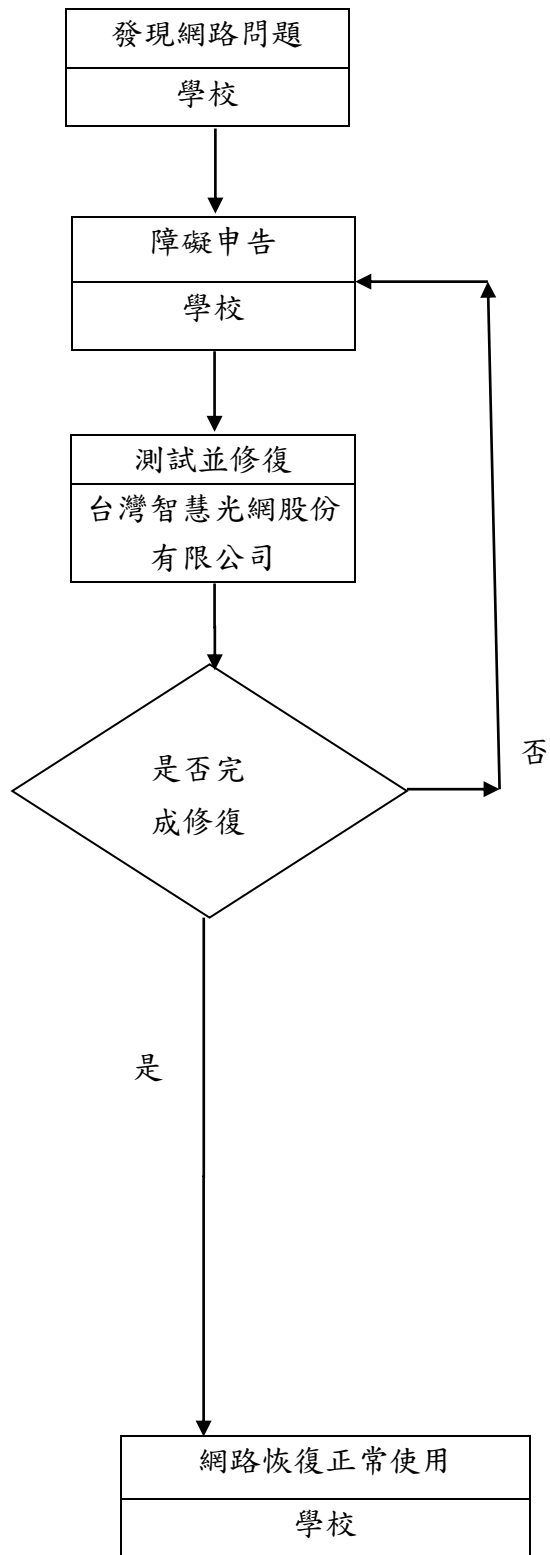 發現網路問題
學校
障礙申告
學校
測試並修復
台灣智慧光網股份
有限公司
是否完
成修復
否
是
網路恢復正常使用
學校